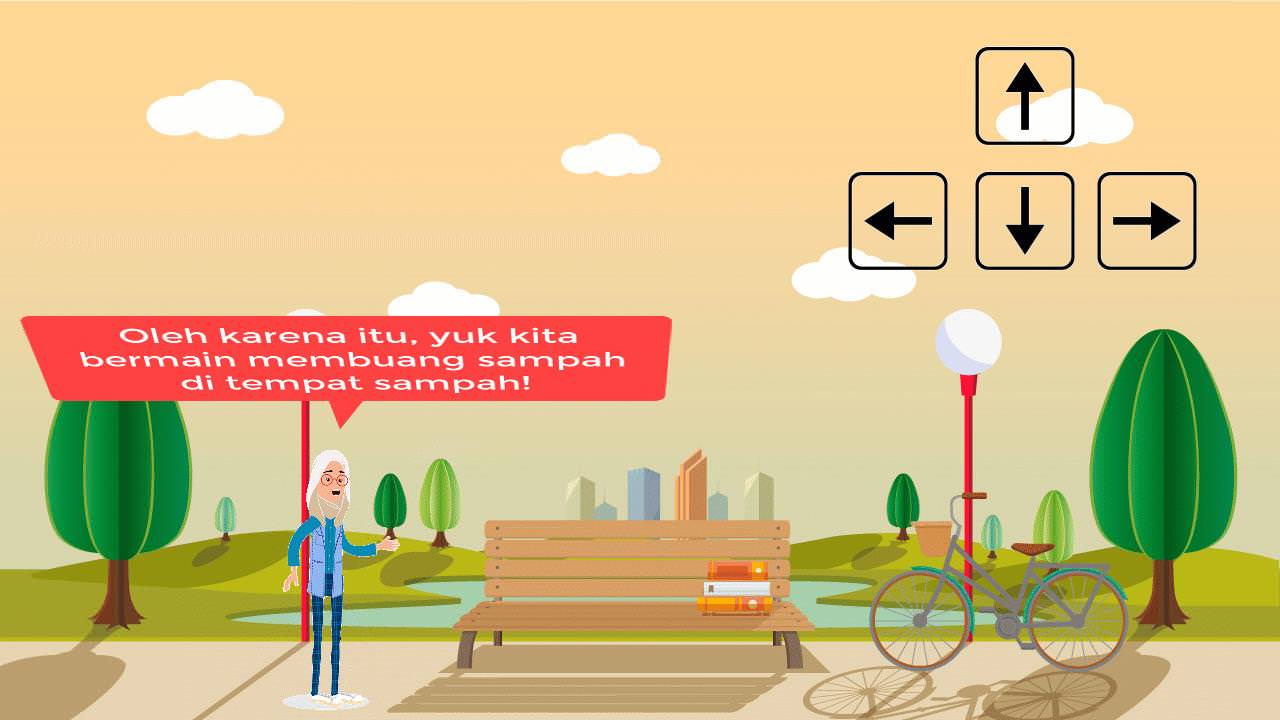 Oleh karena itu, yuk kita
bermain membuang sampah
di tempat sampah!